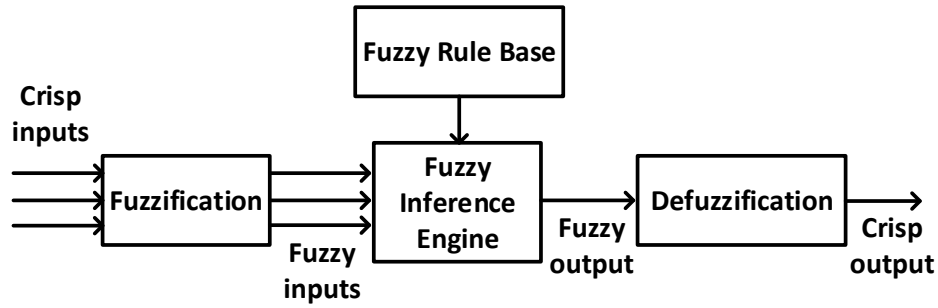 Fuzzy Rule Base
Crisp
inputs
Fuzzification
Fuzzy
inputs
Fuzzy
Inference
Engine
Fuzzy
output
Defuzzification
Crisp
output